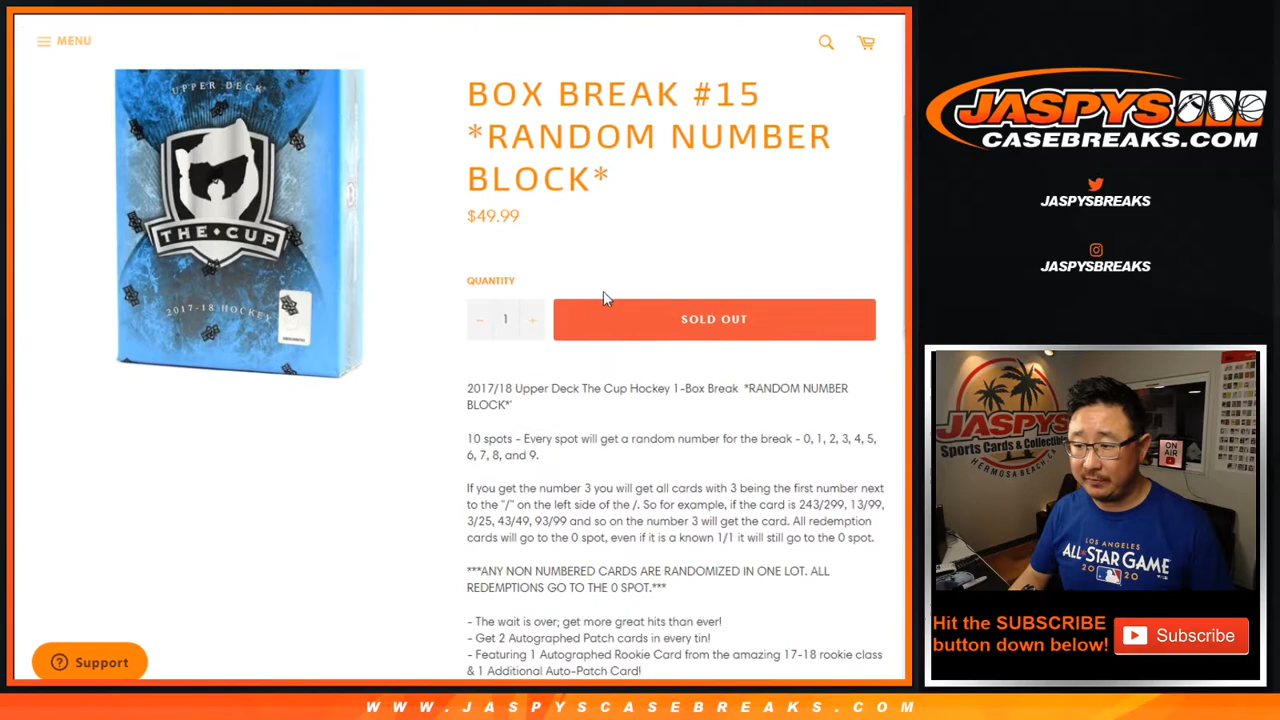 MENU
UPPER DECK
THE CUP
2017-18 HOCKEY
BOX BREAK #15
*RANDOM NUMBER
BLOCK*
$49.99
QUANTITY
− 1 +
SOLD OUT
2017/18 Upper Deck The Cup Hockey 1-Box Break *RANDOM NUMBER
BLOCK*'
10 spots - Every spot will get a random number for the break - 0, 1, 2, 3, 4, 5,
6, 7, 8, and 9.
If you get the number 3 you will get all cards with 3 being the first number next
to the "/" on the left side of the /. So for example, if the card is 243/299, 13/99,
3/25, 43/49, 93/99 and so on the number 3 will get the card. All redemption
cards will go to the 0 spot, even if it is a known 1/1 it will still go to the 0 spot.
***ANY NON NUMBERED CARDS ARE RANDOMIZED IN ONE LOT. ALL
REDEMPTIONS GO TO THE 0 SPOT.***
- The wait is over; get more great hits than ever!
- Get 2 Autographed Patch cards in every tin!
- Featuring 1 Autographed Rookie Card from the amazing 17-18 rookie class
& 1 Additional Auto-Patch Card!
Support
JASPYS
CASEBREAKS.COM
JASPYSBREAKS
JASPYSBREAKS
JASPYS
Sports Cards & Collectibles
HERMOSA BEACH, CA
ON
AIR
LOS ANGELES
ALL STAR GAME
2020
Hit the SUBSCRIBE
button down below!
Subscribe
WWW.JASPYSCASEBREAKS.COM